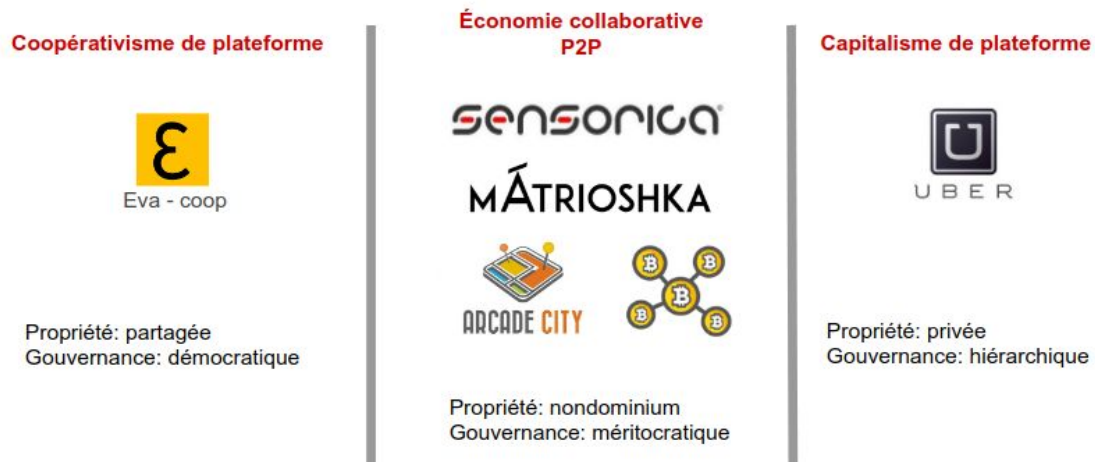 Coopérativisme de plateforme
Eva - coop
Propriété: partagée
Gouvernance: démocratique
Économie collaborative
P2P
sensorica
MÁTRIOSHKA
ARCADE CITY
Propriété: nondominium
Gouvernance: méritocratique
Capitalisme de plateforme
UBER
Propriété: privée
Gouvernance: hiérarchique